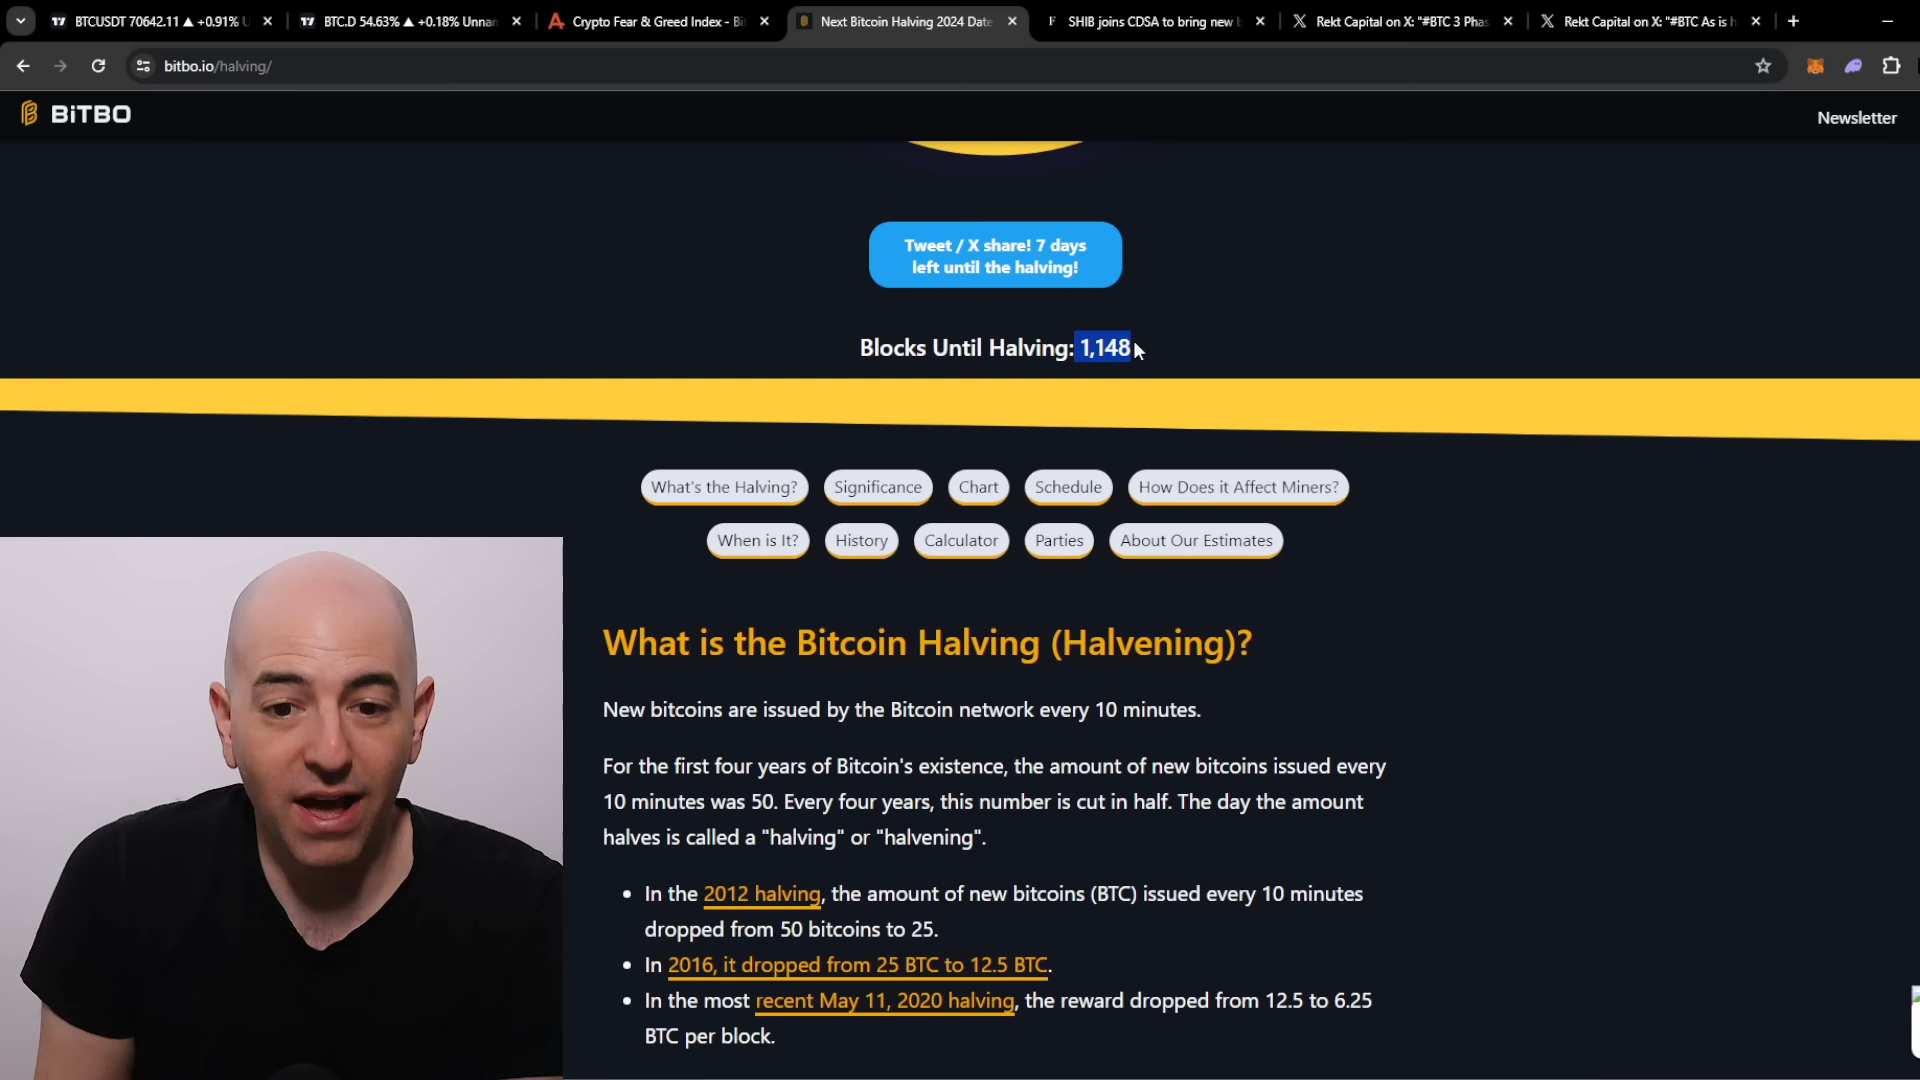 BTCUSDT 70642.11 ▲ +0.91% U
BTC.D 54.63% ▲ +0.18% Unnam
Crypto Fear & Greed Index - Bi
Next Bitcoin Halving 2024 Date
SHIB joins CDSA to bring new b
Rekt Capital on X: "#BTC 3 Phas
Rekt Capital on X: "#BTC As is h
bitbo.io/halving/
BiTBO
Newsletter
Tweet / X share! 7 days
left until the halving!
Blocks Until Halving: 1,148
What's the Halving? Significance Chart Schedule How Does it Affect Miners?
When is It? History Calculator Parties About Our Estimates
What is the Bitcoin Halving (Halvening)?
New bitcoins are issued by the Bitcoin network every 10 minutes.
For the first four years of Bitcoin's existence, the amount of new bitcoins issued every
10 minutes was 50. Every four years, this number is cut in half. The day the amount
halves is called a "halving" or "halvening".
• In the 2012 halving, the amount of new bitcoins (BTC) issued every 10 minutes
dropped from 50 bitcoins to 25.
• In 2016, it dropped from 25 BTC to 12.5 BTC.
• In the most recent May 11, 2020 halving, the reward dropped from 12.5 to 6.25
BTC per block.